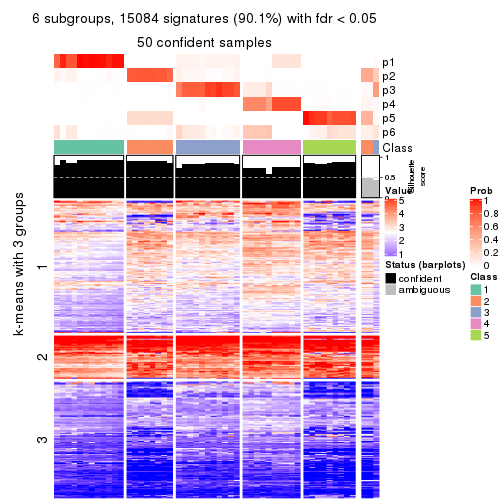 6 subgroups, 15084 signatures (90.1%) with fdr < 0.05
50 confident samples
p1
p2
p3
p4
p5
p6
Class
1
0.5
0
Silhouette
score
k-means with 3 groups
1
2
3
Value
5
4
3
2
1
Status (barplots)
confident
ambiguous
Prob
1
0.8
0.6
0.4
0.2
0
Class
1
2
3
4
5